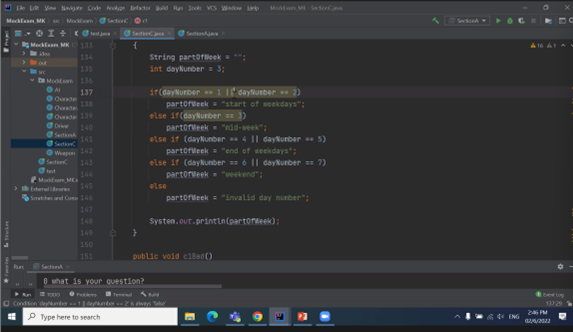 File Edit View Navigate Code Refactor Build Run Tools VCS Window Help
MockExam_MK - SectionC.java
MockExam_MK src MockExam SectionC c1
SectionA
Project
test.java SectionC.java SectionA.java
MockExam_MK
.idea
out
src
MockExam
AI
Character
Character
Character
Driver
SectionA
SectionC
Weapon
SectionC
test
MockExam_MK
External Libraries
Scratches and Cons
133 {
134 String partOfWeek = "";
135 int dayNumber = 3;
136
137 if(dayNumber == 1 || dayNumber == 2)
138 partOfWeek = "start of weekdays";
139 else if(dayNumber == 3)
140 partOfWeek = "mid-week";
141 else if (dayNumber == 4 || dayNumber == 5)
142 partOfWeek = "end of weekdays";
143 else if (dayNumber == 6 || dayNumber == 7)
144 partOfWeek = "weekend";
145 else
146 partOfWeek = "invalid day number";
147
148 System.out.println(partOfWeek);
149 }
150
151 public void c1Bed()
16 1
Structure
Favorites
Run: SectionA
0 what is your question?
Run TODO Problems Terminal Build
Event Log
Condition 'dayNumber == 1 || dayNumber == 2' is always 'false'
137:29
Type here to search
ENG
2:46 PM
02/6/2022